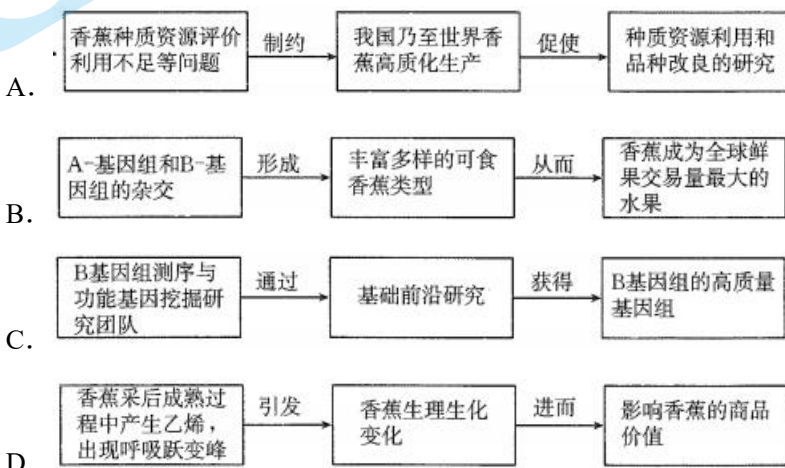 香蕉种质资源评价利用不足等问题 制约 我国乃至世界香蕉高质化生产 促使 种质资源利用和品种改良的研究
A.
A-基因组和B-基因组的杂交 形成 丰富多样的可食香蕉类型 从而 香蕉成为全球鲜果交易量最大的水果
B.
B基因组测序与功能基因挖掘研究团队 通过 基础前沿研究 获得 B基因组的高质量基因组
C.
香蕉采后成熟过程中产生乙烯，出现呼吸跃变峰 引发 香蕉生理生化变化 进而 影响香蕉的商品价值
D